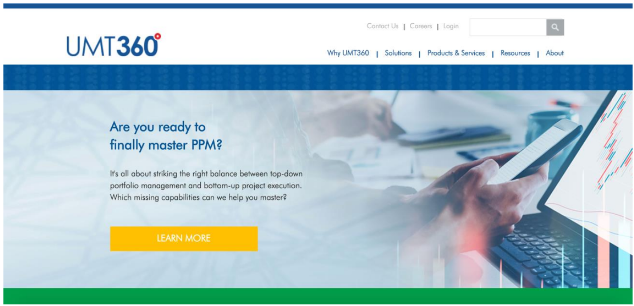 Contact Us | Careers | Login
UMT360
Why UMT360 | Solutions | Products & Services | Resources | About
Are you ready to
finally master PPM?
It's all about striking the right balance between top-down
portfolio management and bottom-up project execution.
Which missing capabilities can we help you master?
LEARN MORE